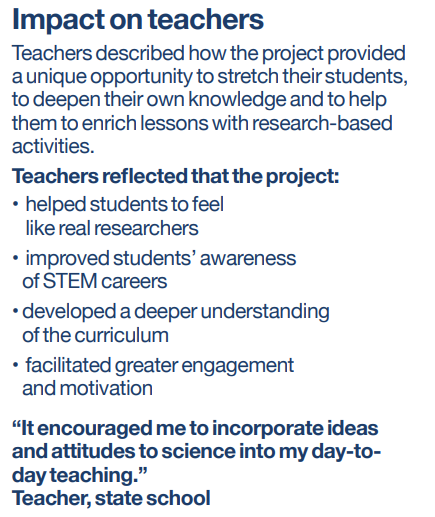 Impact on teachers
Teachers described how the project provided
a unique opportunity to stretch their students,
to deepen their own knowledge and to help
them to enrich lessons with research-based
activities.
Teachers reflected that the project:
• helped students to feel
like real researchers
• improved students’ awareness
of STEM careers
• developed a deeper understanding
of the curriculum
• facilitated greater engagement
and motivation
“It encouraged me to incorporate ideas
and attitudes to science into my day-to-
day teaching.”
Teacher, state school